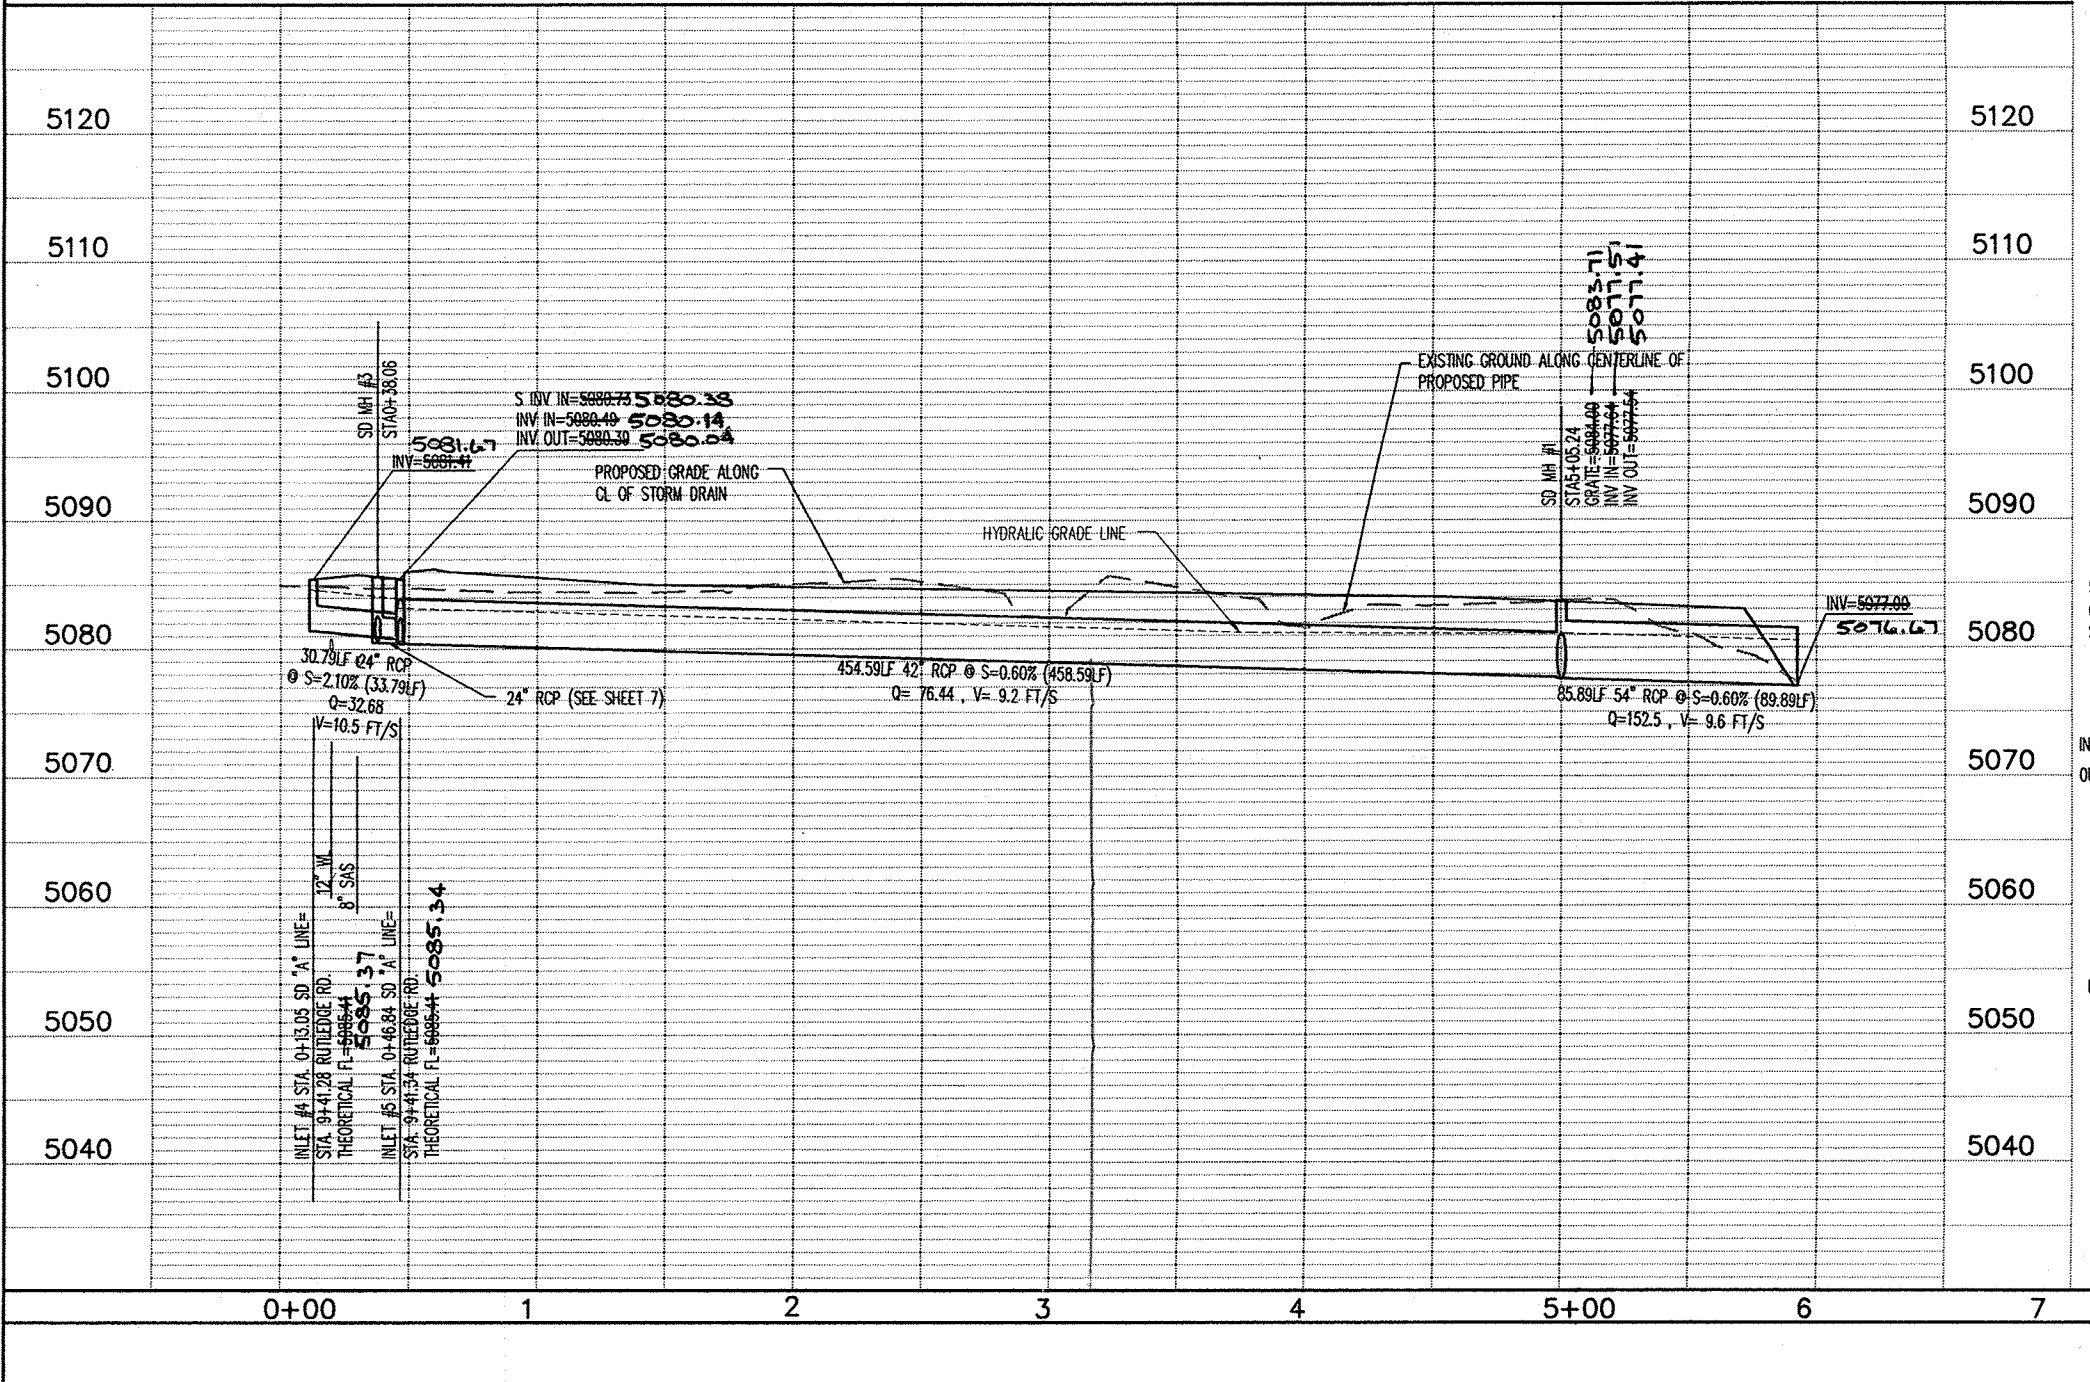 5120
5120
5110
5110
5100
5100
5090
5090
5080
5080
5070
5070
5060
5060
5050
5050
5040
5040
SD MH #3
STA0+38.06
5081.67
INV=5081.41
S INV IN=5080.73 5080.38
INV IN=5080.49 5080.14
INV OUT=5080.39 5080.04
PROPOSED GRADE ALONG
CL OF STORM DRAIN
HYDRALIC GRADE LINE
EXISTING GROUND ALONG CENTERLINE OF
PROPOSED PIPE
SD MH #1
STA5+05.24
GRATE=5084.00 5083.71
INV IN=5077.64 5077.51
INV OUT=5077.54 5077.41
INV=5077.00
5076.67
30.79LF 24" RCP
@ S=2.10% (33.79LF)
Q=32.68
V=10.5 FT/S
24" RCP (SEE SHEET 7)
454.59LF 42" RCP @ S=0.60% (458.59LF)
Q= 76.44 , V= 9.2 FT/S
85.89LF 54" RCP @ S=0.60% (89.89LF)
Q=152.5 , V= 9.6 FT/S
12" WL
8" SAS
INLET #4 STA. 0+13.05 SD "A" LINE=
STA. 9+41.28 RUTLEDGE RD.
THEORETICAL FL=5085.41
5085.37
INLET #5 STA. 0+46.84 SD "A" LINE=
STA. 9+41.34 RUTLEDGE RD.
THEORETICAL FL=5085.41 5085.34
IN
0+00 1 2 3 4 5+00 6 7